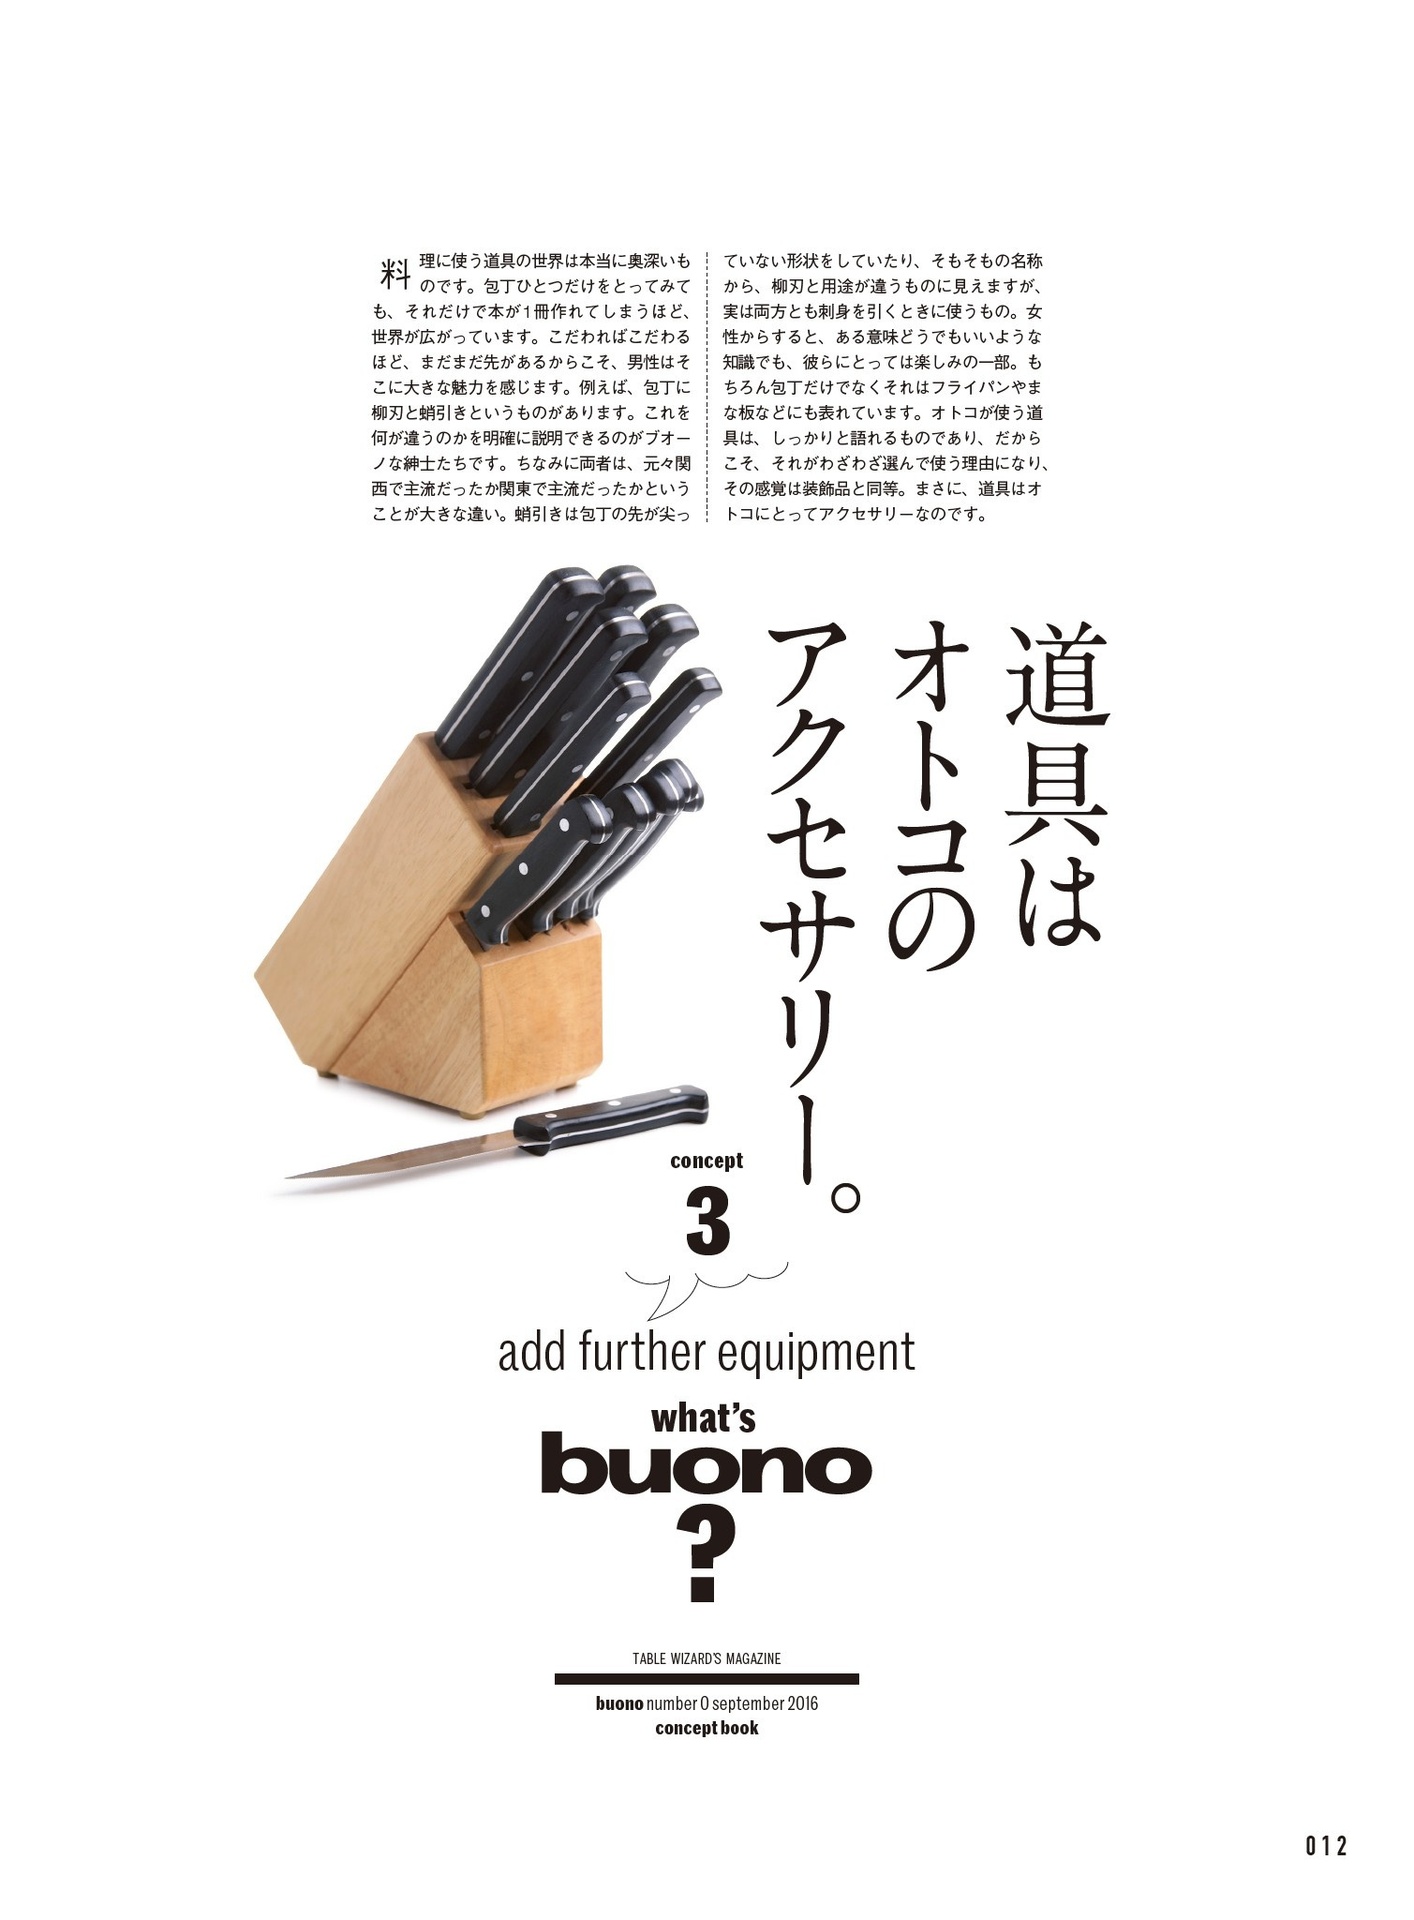 料理に使う道具の世界は本当に奥深いも
のです。包丁ひとつだけをとってみて
も、それだけで本が1冊作れてしまうほど、
世界が広がっています。こだわればこだわる
ほど、まだまだ先があるからこそ、男性はそ
こに大きな魅力を感じます。例えば、包丁に
柳刃と蛸引きというものがあります。これを
何が違うのかを明確に説明できるのがブオー
ノな紳士たちです。ちなみに両者は、元々関
西で主流だったか関東で主流だったかという
ことが大きな違い。蛸引きは包丁の先が尖っ
ていない形状をしていたり、そもそもの名称
から、柳刃と用途が違うものに見えますが、
実は両方とも刺身を引くときに使うもの。女
性からすると、ある意味どうでもいいような
知識でも、彼らにとっては楽しみの一部。も
ちろん包丁だけでなくそれはフライパンやま
な板などにも表れています。オトコが使う道
具は、しっかりと語れるものであり、だから
こそ、それがわざわざ選んで使う理由になり、
その感覚は装飾品と同等。まさに、道具はオ
トコにとってアクセサリーなのです。
道具は
オトコの
アクセサリー。
concept
3
add further equipment
what's
buono
?
TABLE WIZARD'S MAGAZINE
buono number 0 september 2016
concept book
012